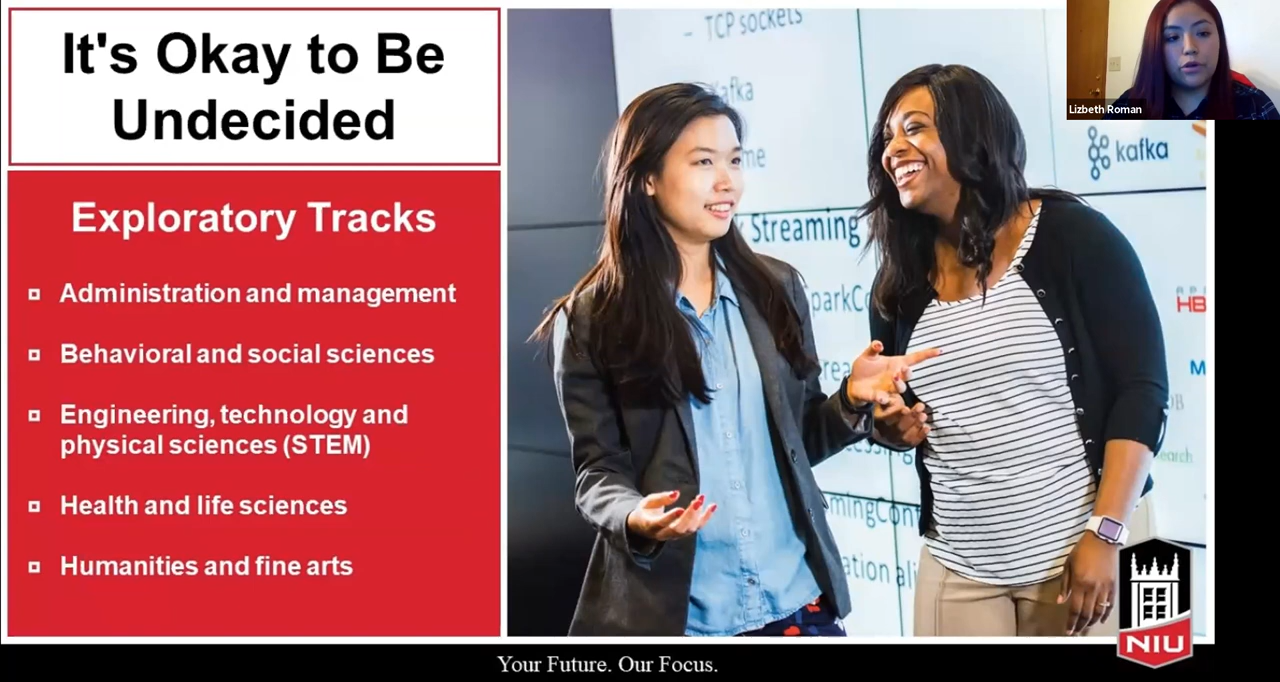 It's Okay to Be
Undecided
Exploratory Tracks
Administration and management
Behavioral and social sciences
Engineering, technology and
physical sciences (STEM)
Health and life sciences
Humanities and fine arts
– TCP sockets
Streaming
kafka
HB
M
Lizbeth Roman
NIU
Your Future. Our Focus.